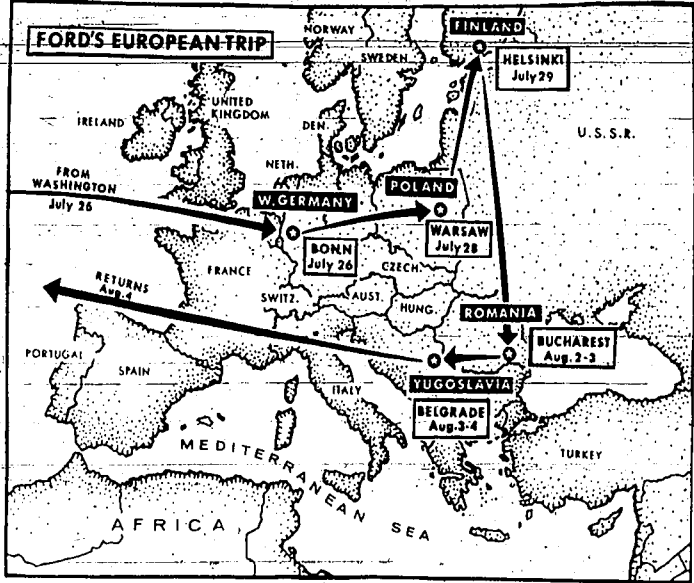 FORD'S EUROPEAN TRIP
NORWAY
FINLAND
SWEDEN
HELSINKI
July 29
UNITED
KINGDOM
IRELAND
DEN.
U.S.S.R.
NETH.
FROM
WASHINGTON
July 26
W. GERMANY
POLAND
BONN
July 26
WARSAW
July 28
FRANCE
CZECH.
RETURNS
Aug. 4
SWITZ.
AUST.
HUNG.
ROMANIA
BUCHAREST
Aug. 2-3
PORTUGAL
SPAIN
ITALY
YUGOSLAVIA
BELGRADE
Aug. 3-4
TURKEY
MEDITERRANEAN SEA
AFRICA